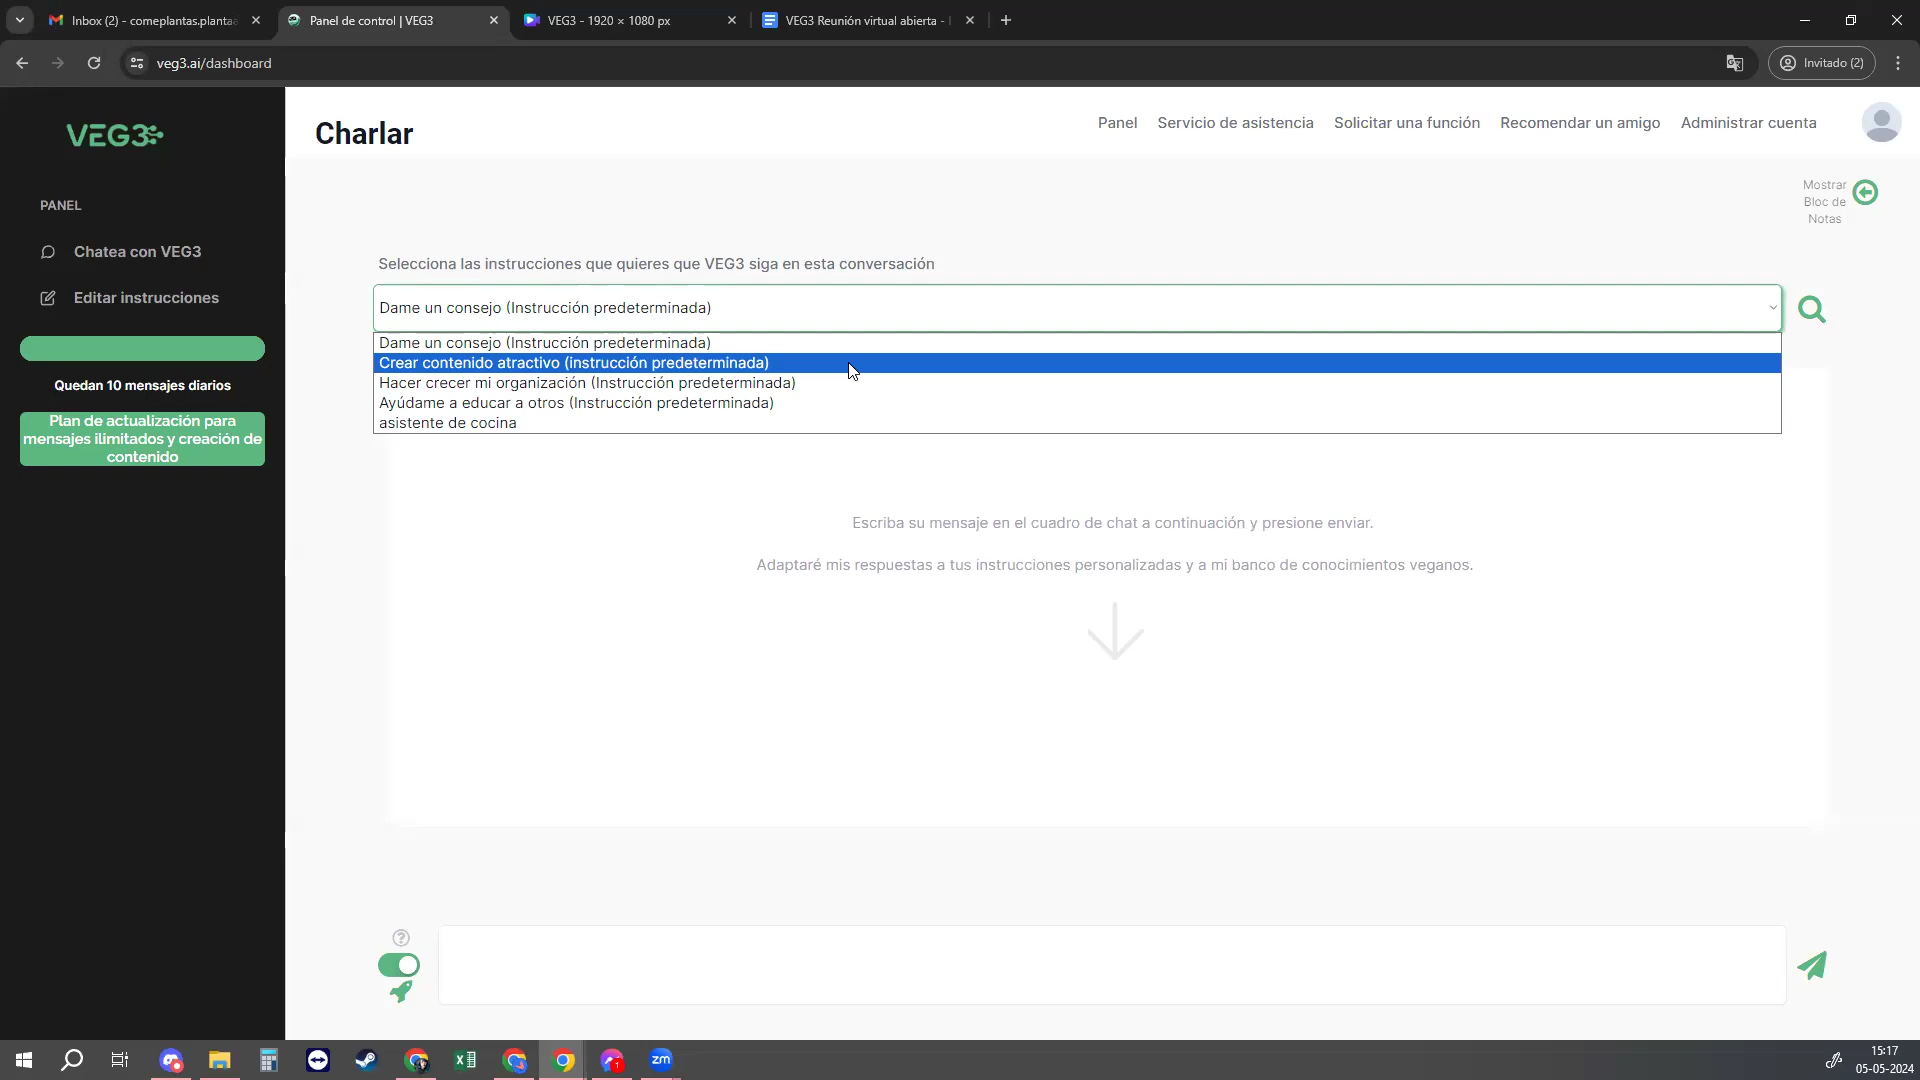 Inbox (2) - comeplantas.planta
Panel de control | VEG3
VEG3 - 1920 × 1080 px
VEG3 Reunión virtual abierta -
veg3.ai/dashboard
Invitado (2)
VEG3
Charlar
Panel
Servicio de asistencia
Solicitar una función
Recomendar un amigo
Administrar cuenta
PANEL
Chatea con VEG3
Editar instrucciones
Quedan 10 mensajes diarios
Plan de actualización para
mensajes ilimitados y creación de
contenido
Mostrar
Bloc de
Notas
Selecciona las instrucciones que quieres que VEG3 siga en esta conversación
Dame un consejo (Instrucción predeterminada)
Dame un consejo (Instrucción predeterminada)
Crear contenido atractivo (instrucción predeterminada)
Hacer crecer mi organización (Instrucción predeterminada)
Ayúdame a educar a otros (Instrucción predeterminada)
asistente de cocina
Escriba su mensaje en el cuadro de chat a continuación y presione enviar.
Adaptaré mis respuestas a tus instrucciones personalizadas y a mi banco de conocimientos veganos.
zm
1
15:17
05-05-2024